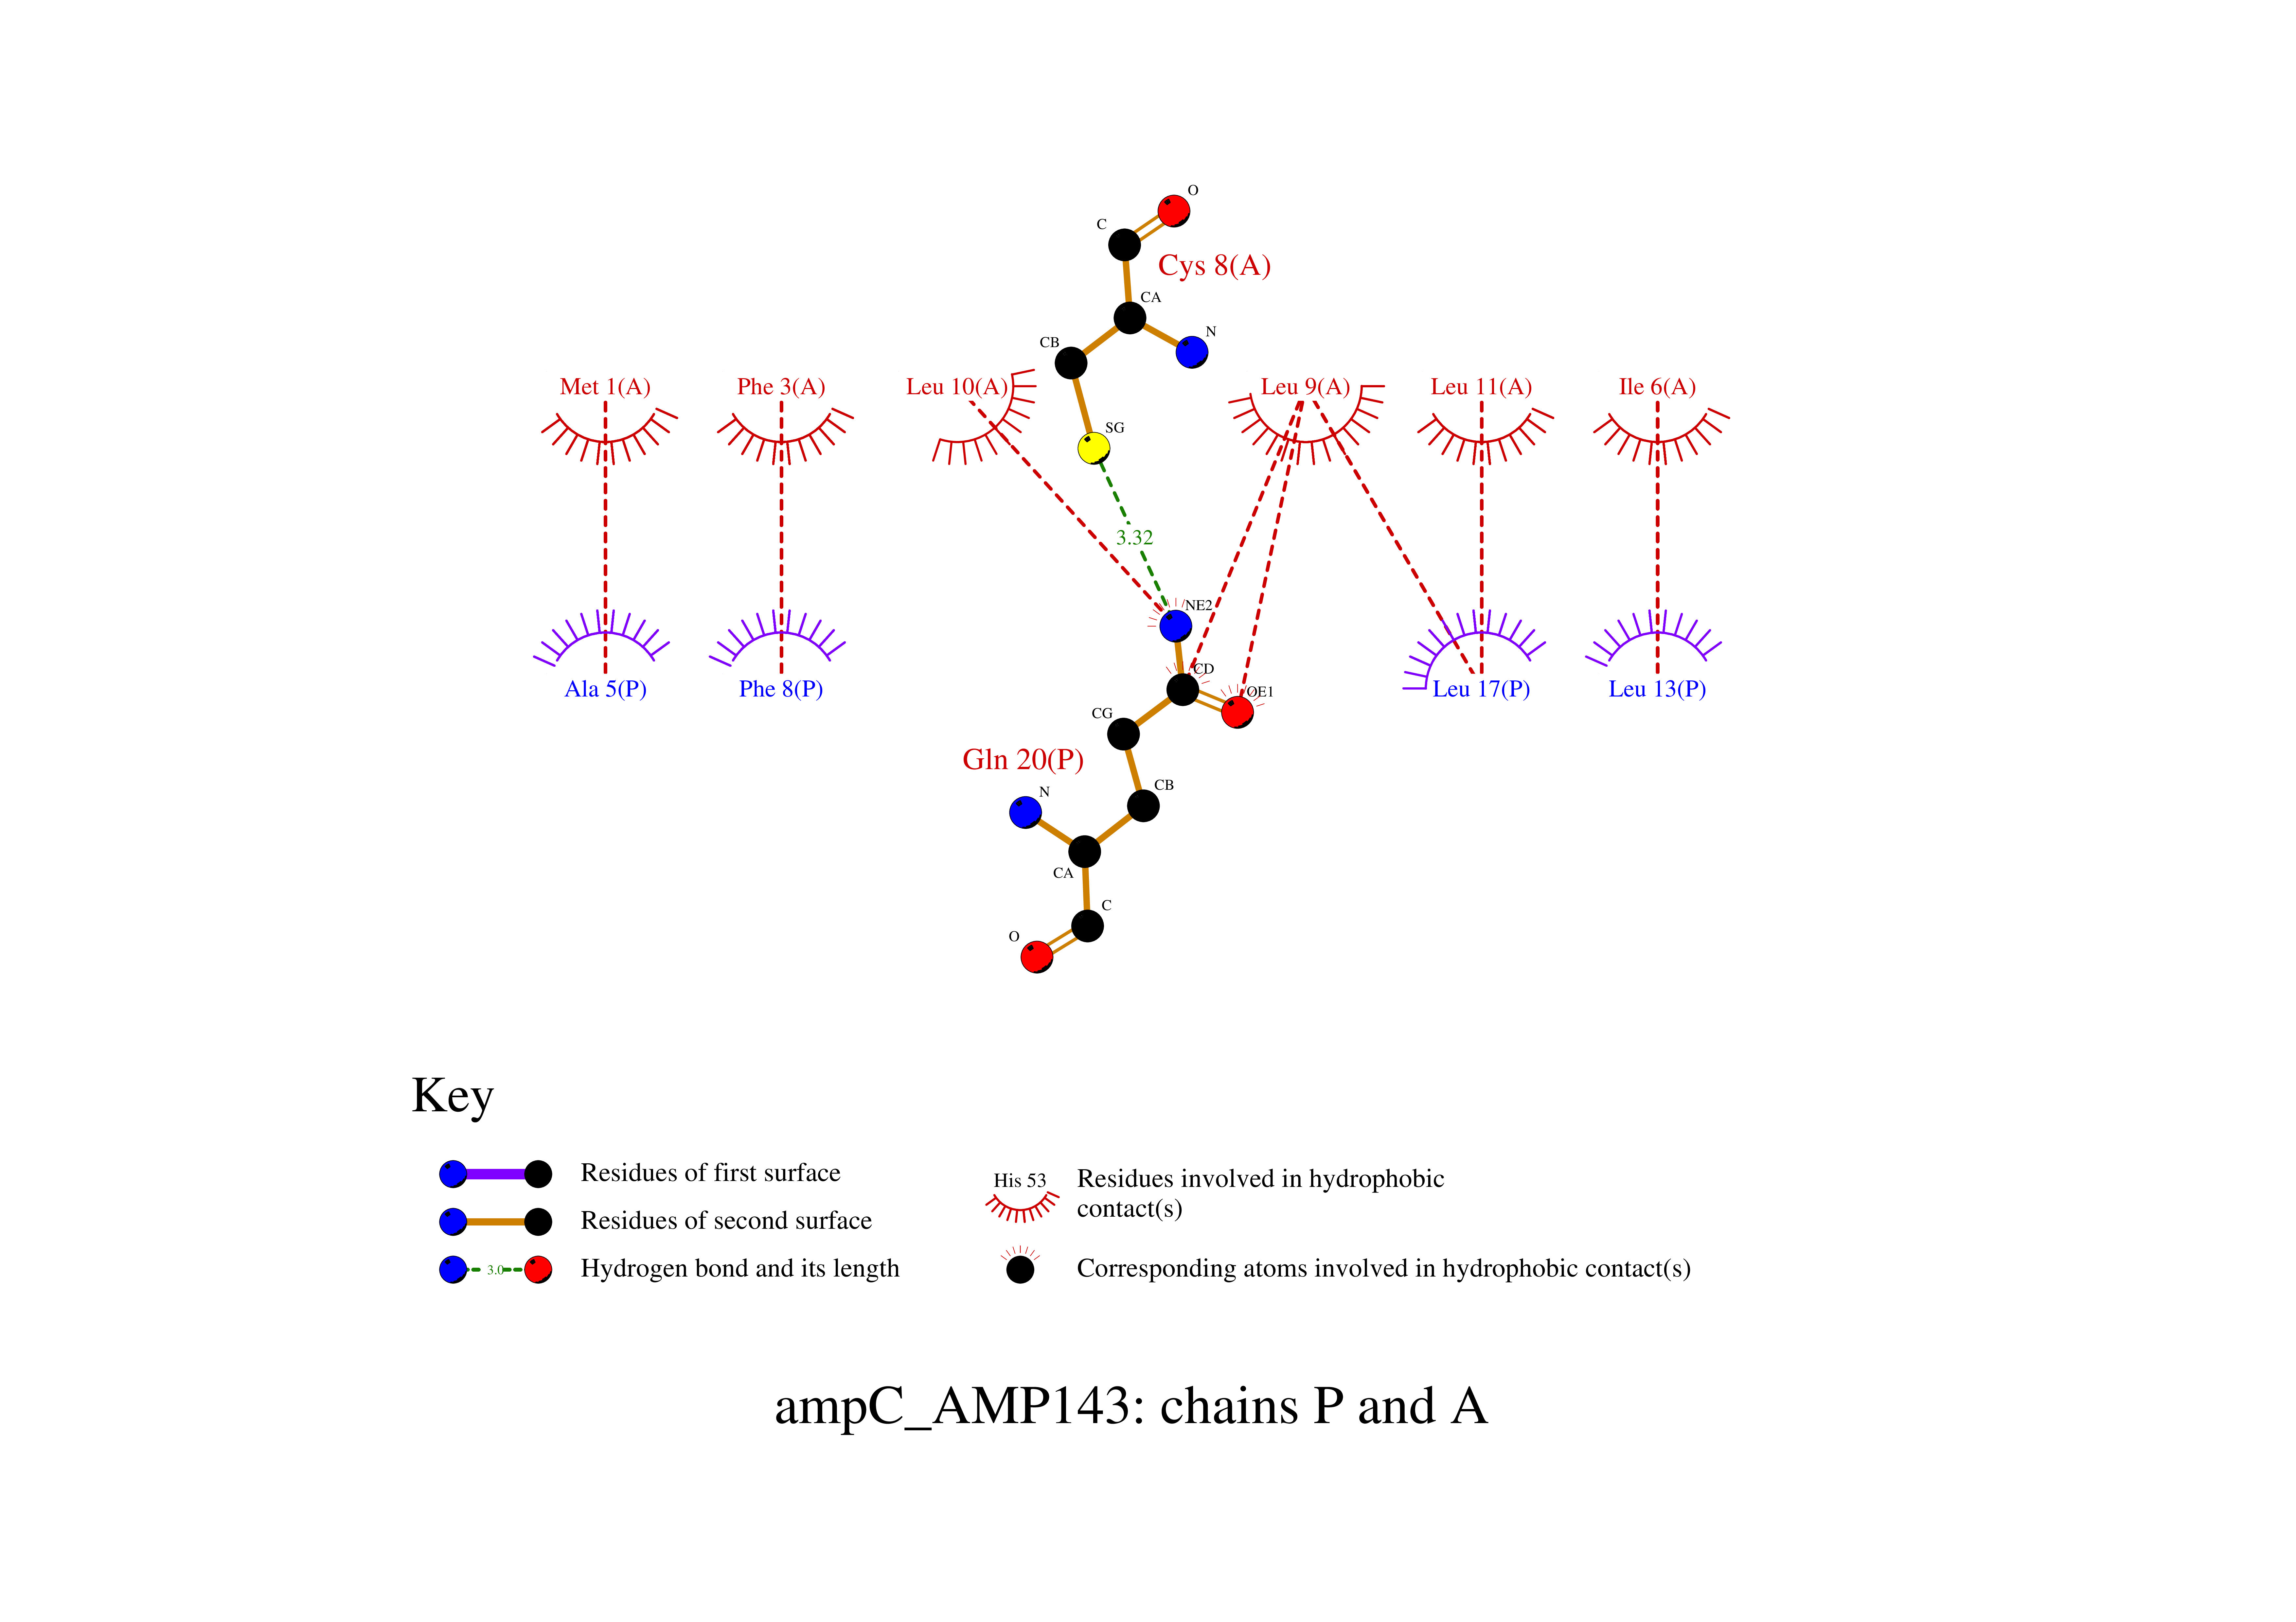 O
C
Cys 8(A)
CA
N
CB
Met 1(A) Phe 3(A) Leu 10(A) Leu 9(A) Leu 11(A) Ile 6(A)
SG
3.32
NE2
CD
Ala 5(P) Phe 8(P) OE1 Leu 17(P) Leu 13(P)
CG
Gln 20(P)
CB
N
CA
C
O
Key
Residues of first surface
Residues of second surface
3.0 Hydrogen bond and its length
His 53 Residues involved in hydrophobic
contact(s)
Corresponding atoms involved in hydrophobic contact(s)
ampC_AMP143: chains P and A